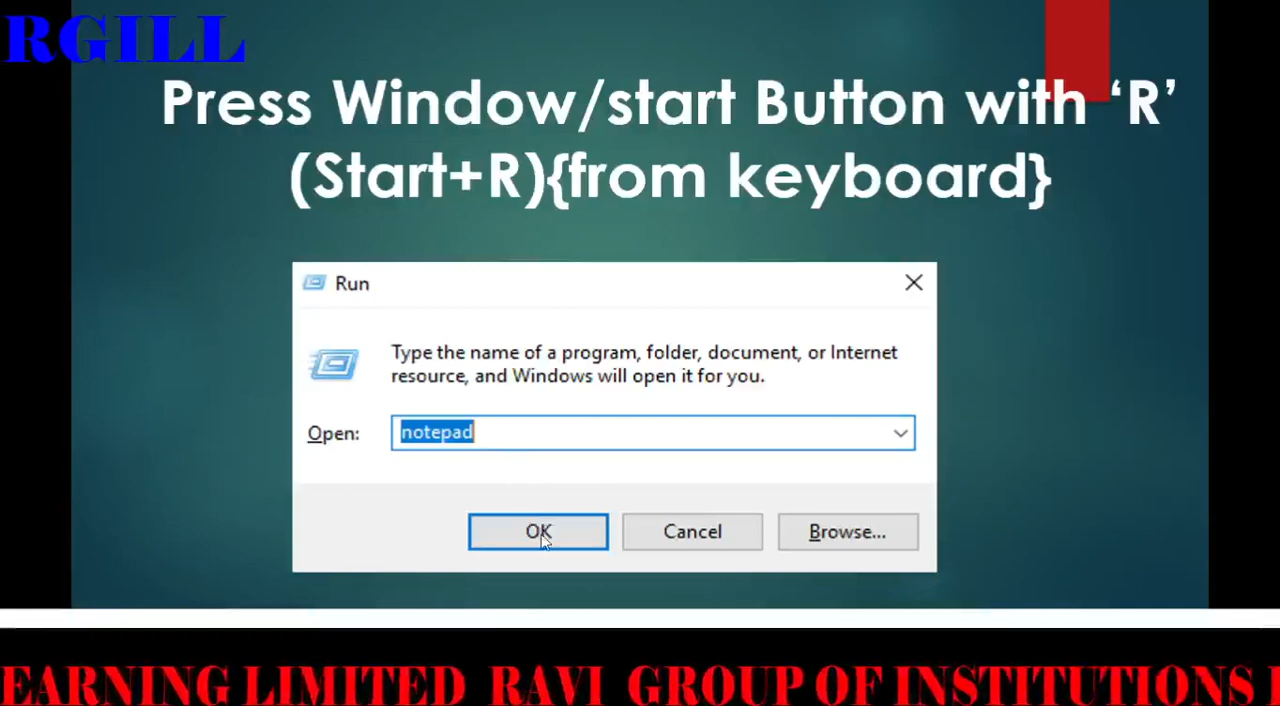 RGILL
Press Window/start Button with ‘R’
(Start+R){from keyboard}
Run
Type the name of a program, folder, document, or Internet
resource, and Windows will open it for you.
Open:
notepad
OK
Cancel
Browse...
EARNING LIMITED RAVI GROUP OF INSTITUTIONS